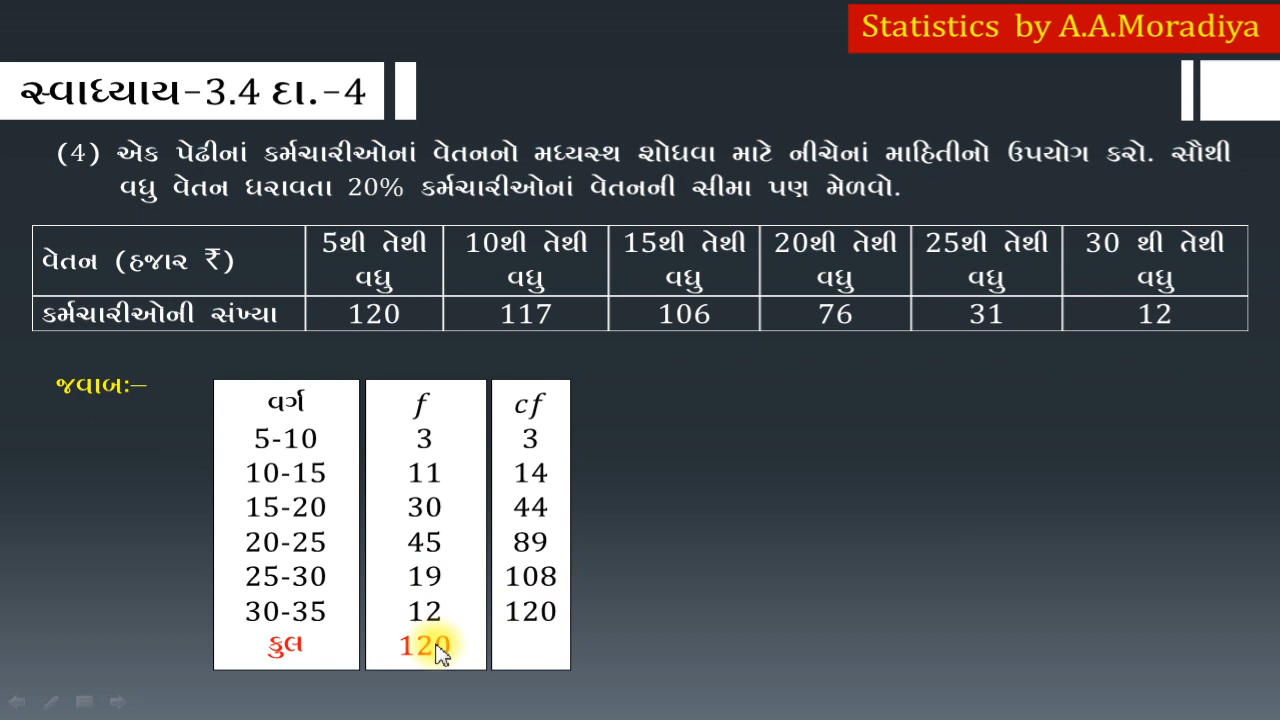 Statistics by A.A.Moradiya
સ્વાધ્યાય-3.4 દા.-4
(4) એક પેઢીનાં કર્મચારીઓનાં વેતનનો મધ્યસ્થ શોધવા માટે નીચેનાં માહિતીનો ઉપયોગ કરો. સૌથી
વધુ વેતન ધરાવતા 20% કર્મચારીઓનાં વેતનની સીમા પણ મેળવો.
વેતન (હજાર ₹) 5થી તેથી વધુ 10થી તેથી વધુ 15થી તેથી વધુ 20થી તેથી વધુ 25થી તેથી વધુ 30 થી તેથી વધુ
કર્મચારીઓની સંખ્યા 120 117 106 76 31 12
જવાબ:–
વર્ગ f cf
5-10 3 3
10-15 11 14
15-20 30 44
20-25 45 89
25-30 19 108
30-35 12 120
કુલ 120